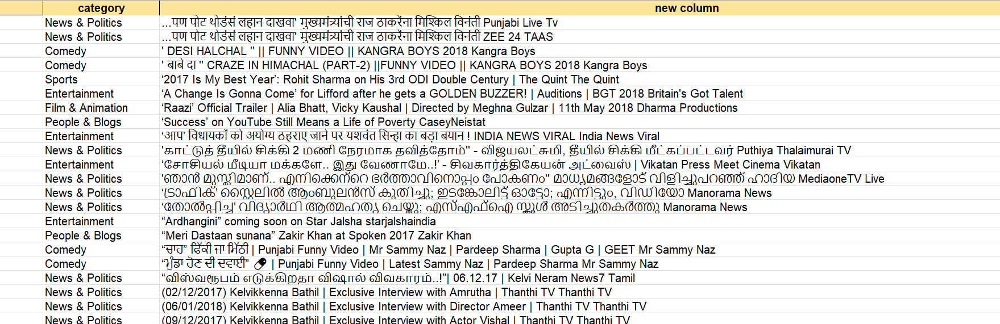 category new column
News & Politics ...पण पोट थोडंसं लहान दाखवा' मुख्यमंत्र्यांची राज ठाकरेंना मिश्किल विनंती Punjabi Live Tv
News & Politics ...पण पोट थोडंसं लहान दाखवा' मुख्यमंत्र्यांची राज ठाकरेंना मिश्किल विनंती ZEE 24 TAAS
Comedy ' DESI HALCHAL " || FUNNY VIDEO || KANGRA BOYS 2018 Kangra Boys
Comedy ' बाबे दा " CRAZE IN HIMACHAL (PART-2) ||FUNNY VIDEO || KANGRA BOYS 2018 Kangra Boys
Sports ‘2017 Is My Best Year’: Rohit Sharma on His 3rd ODI Double Century | The Quint The Quint
Entertainment ‘A Change Is Gonna Come’ for Lifford after he gets a GOLDEN BUZZER! | Auditions | BGT 2018 Britain's Got Talent
Film & Animation ‘Raazi’ Official Trailer | Alia Bhatt, Vicky Kaushal | Directed by Meghna Gulzar | 11th May 2018 Dharma Productions
People & Blogs ‘Success’ on YouTube Still Means a Life of Poverty CaseyNeistat
Entertainment ‘आप’ विधायकों को अयोग्य ठहराए जाने पर यशवंत सिन्हा का बड़ा बयान ! INDIA NEWS VIRAL India News Viral
News & Politics 'காட்டுத் தீயில் சிக்கி 2 மணி நேரமாக தவித்தோம்" - விஜயலட்சுமி, தீயில் சிக்கி மீட்கப்பட்டவர் Puthiya Thalaimurai TV
Entertainment ‘சோசியல் மீடியா மக்களே.. இது வேணாமே..!’ - சிவகார்த்திகேயன் அட்வைஸ் | Vikatan Press Meet Cinema Vikatan
News & Politics 'ഞാൻ മുസ്ലിമാണ്.. എനിക്കെന്റെ ഭർത്താവിനൊപ്പം പോകണം" മാധ്യമങ്ങളോട് വിളിച്ചുപറഞ്ഞ് ഹാദിയ MediaoneTV Live
News & Politics ‘ട്രാഫിക്’ സ്റ്റൈലിൽ ആംബുലൻസ് കുതിച്ചു; ഇടങ്കോലിട്ട് ഓട്ടോ; എന്നിട്ടും, വിഡിയോ Manorama News
News & Politics ‘തോൽപ്പിച്ച’ വിദ്യാർഥി ആത്മഹത്യ ചെയ്തു; എസ്എഫ്ഐ സ്കൂൾ അടിച്ചുതകർത്തു Manorama News
Entertainment “Ardhangini” coming soon on Star Jalsha starjalshaindia
People & Blogs “Meri Dastaan sunana” Zakir Khan at Spoken 2017 Zakir Khan
Comedy “ਚਾਹ” ਫਿੱਕੀ ਜਾ ਮਿੱਠੀ | Punjabi Funny Video | Mr Sammy Naz | Pardeep Sharma | Gupta G | GEET Mr Sammy Naz
Comedy “ਮੁੰਡਾ ਹੋਣ ਦੀ ਦਵਾਈ” 💊 | Punjabi Funny Video | Latest Sammy Naz | Pardeep Sharma Mr Sammy Naz
News & Politics “விஸ்வரூபம் எடுக்கிறதா விஷால் விவகாரம்..!”| 06.12.17 | Kelvi Neram News7 Tamil
News & Politics (02/12/2017) Kelvikkenna Bathil | Exclusive Interview with Amrutha | Thanthi TV Thanthi TV
News & Politics (06/01/2018) Kelvikkenna Bathil | Exclusive Interview with Director Ameer | Thanthi TV Thanthi TV
News & Politics (09/12/2017) Kelvikkenna Bathil | Exclusive Interview with Actor Vishal | Thanthi TV Thanthi TV